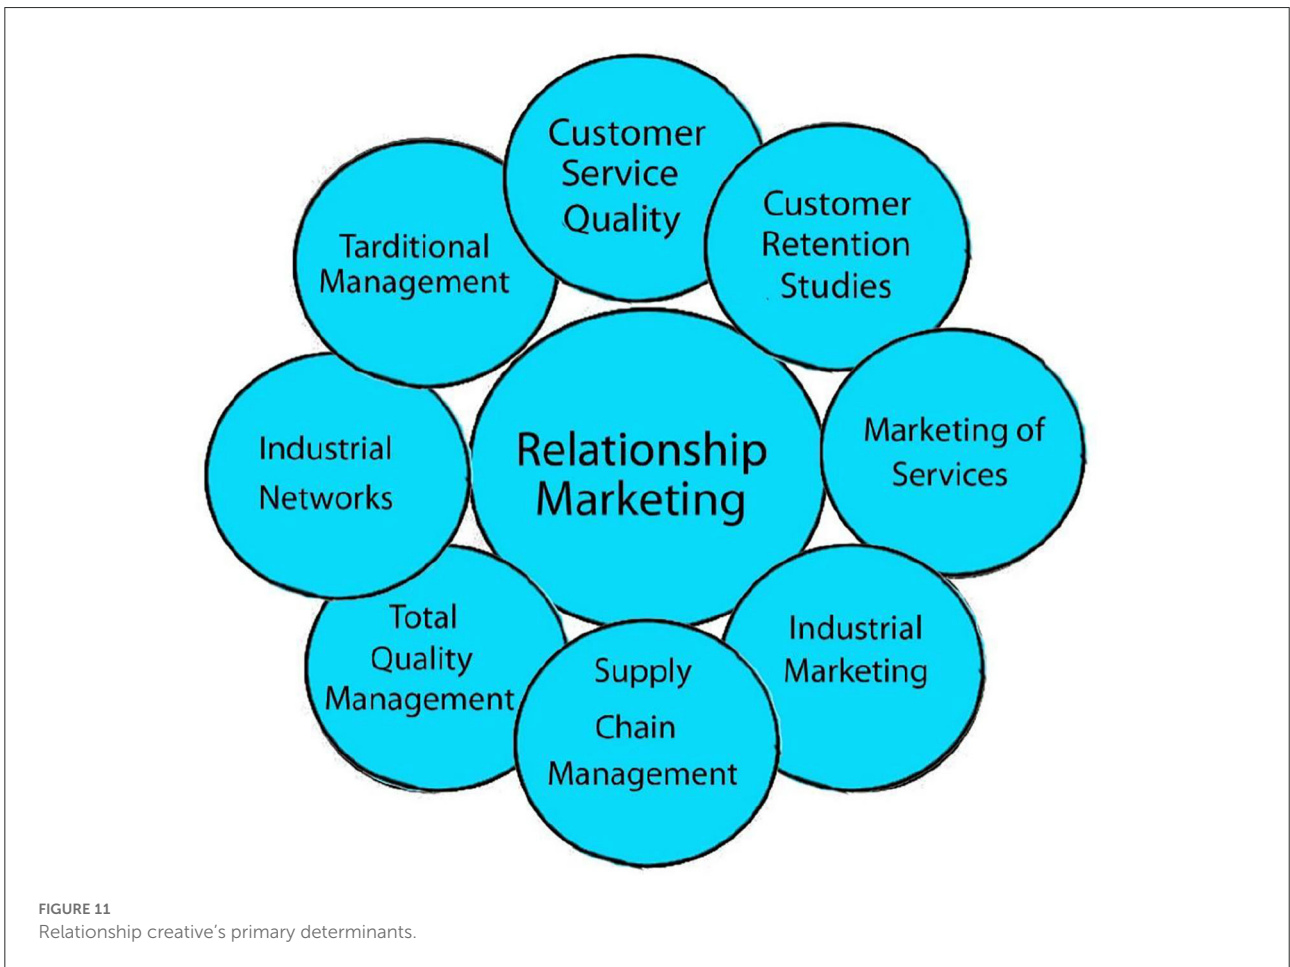 Customer
Service
Quality
Customer
Retention
Studies
Tarditional
Management
Relationship
Marketing
Marketing of
Services
Industrial
Networks
Total
Quality
Management
Supply
Chain
Management
Industrial
Marketing
FIGURE 11
Relationship creative’s primary determinants.